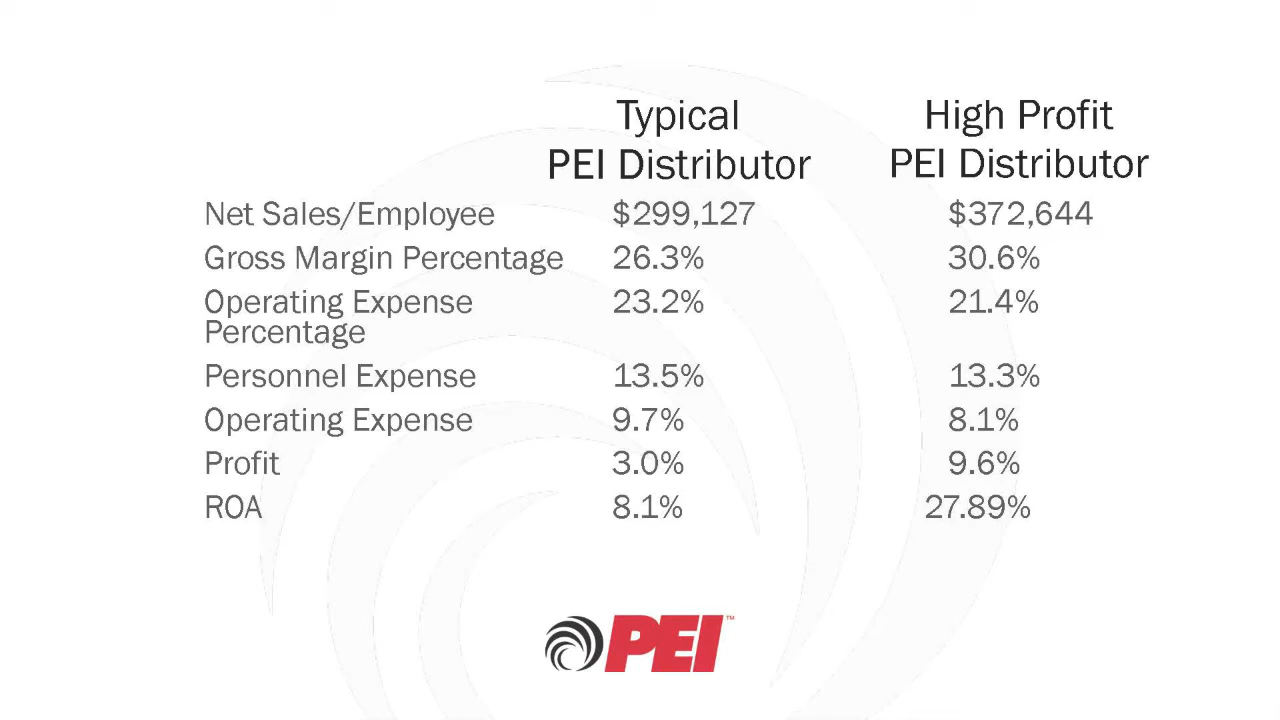 Typical High Profit
PEI Distributor PEI Distributor
Net Sales/Employee $299,127 $372,644
Gross Margin Percentage 26.3% 30.6%
Operating Expense 23.2% 21.4%
Percentage
Personnel Expense 13.5% 13.3%
Operating Expense 9.7% 8.1%
Profit 3.0% 9.6%
ROA 8.1% 27.89%
PEI™